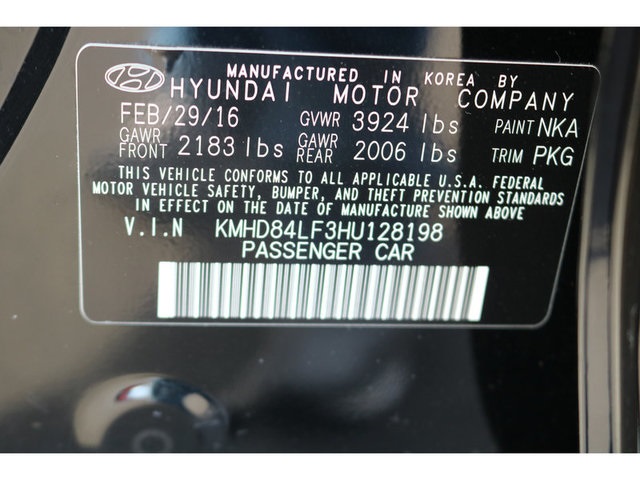 MANUFACTURED IN KOREA BY
HYUNDAI MOTOR COMPANY
FEB/29/16 GVWR 3924 lbs PAINT NKA
GAWR FRONT 2183 lbs GAWR REAR 2006 lbs TRIM PKG
THIS VEHICLE CONFORMS TO ALL APPLICABLE U.S.A. FEDERAL
MOTOR VEHICLE SAFETY, BUMPER, AND THEFT PREVENTION STANDARDS
IN EFFECT ON THE DATE OF MANUFACTURE SHOWN ABOVE
V.I.N KMHD84LF3HU128198
PASSENGER CAR